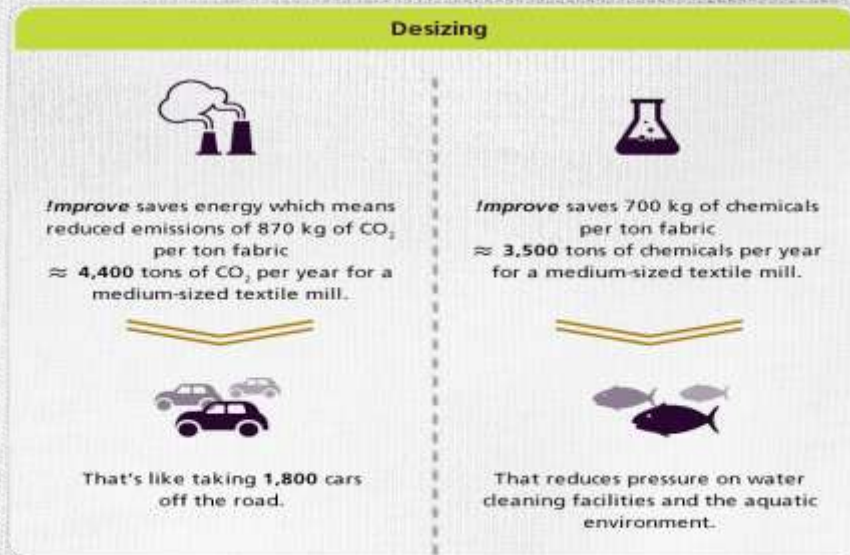 Desizing
Improve saves energy which means
reduced emissions of 870 kg of CO₂
per ton fabric
≈ 4,400 tons of CO₂ per year for a
medium-sized textile mill.
That's like taking 1,800 cars
off the road.
Improve saves 700 kg of chemicals
per ton fabric
≈ 3,500 tons of chemicals per year
for a medium-sized textile mill.
That reduces pressure on water
cleaning facilities and the aquatic
environment.